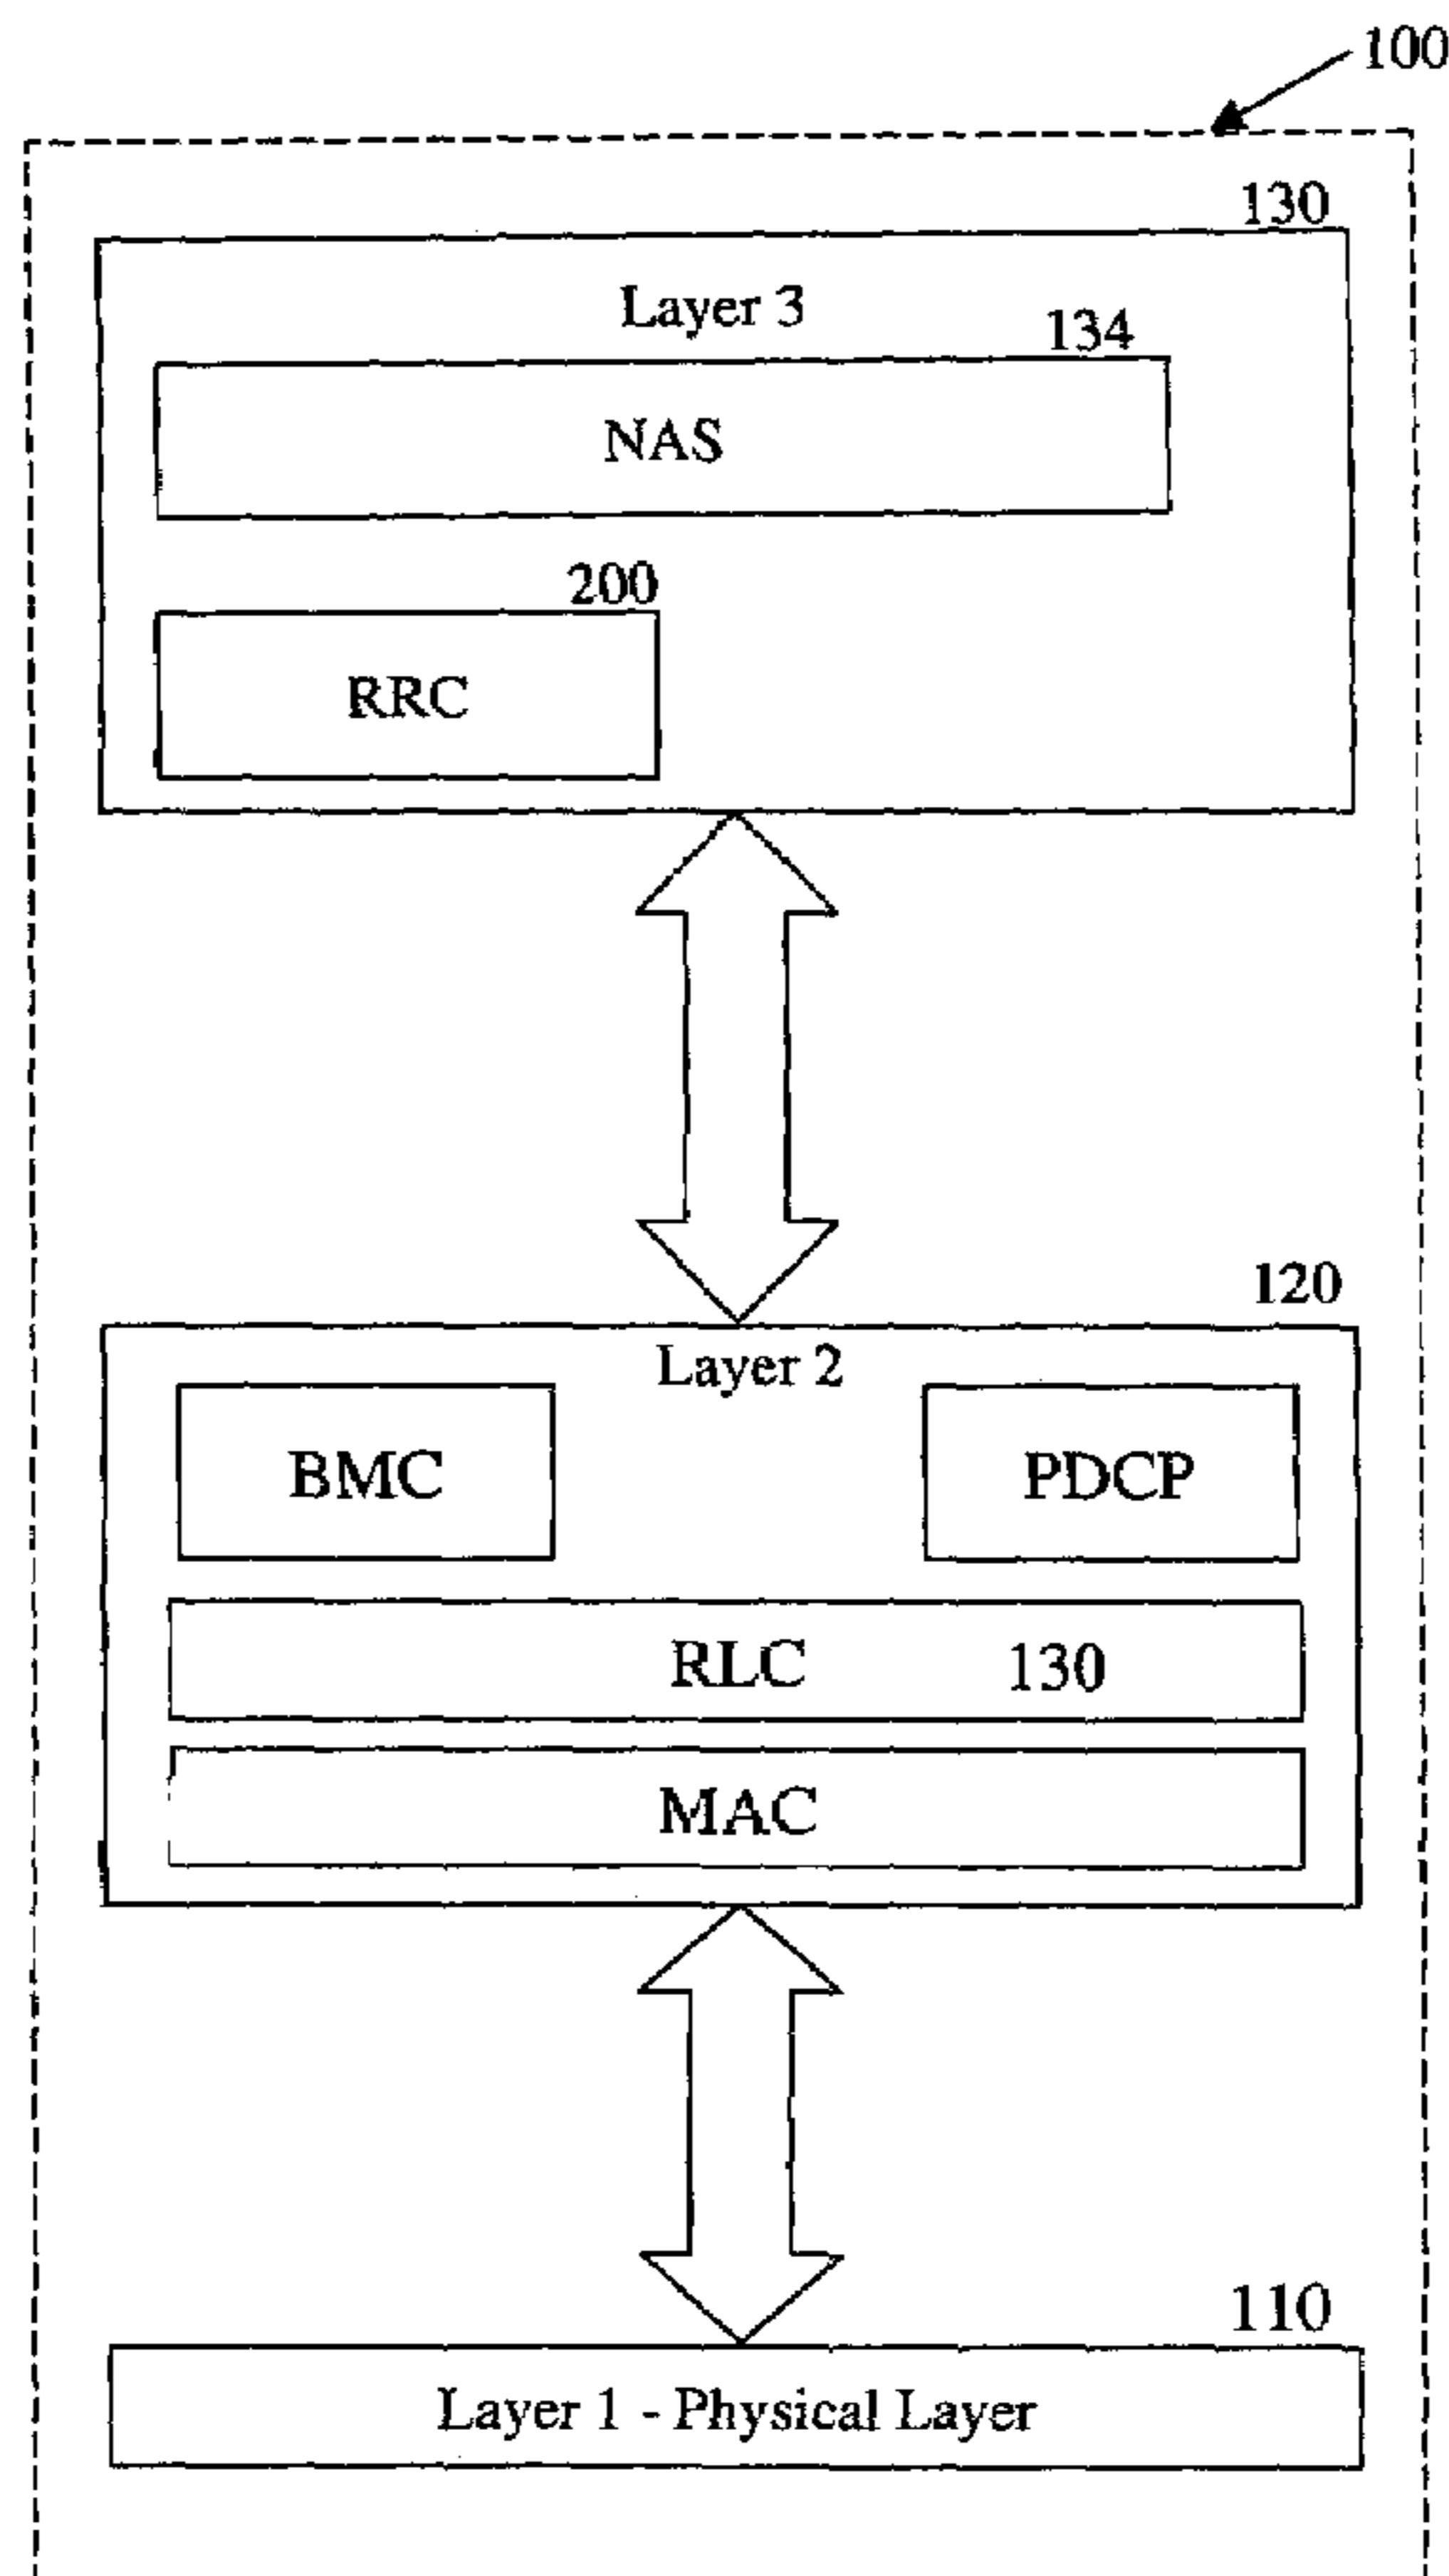 100
130
Layer 3
134
NAS
200
RRC
120
Layer 2
BMC
PDCP
RLC 130
MAC
110
Layer 1 - Physical Layer